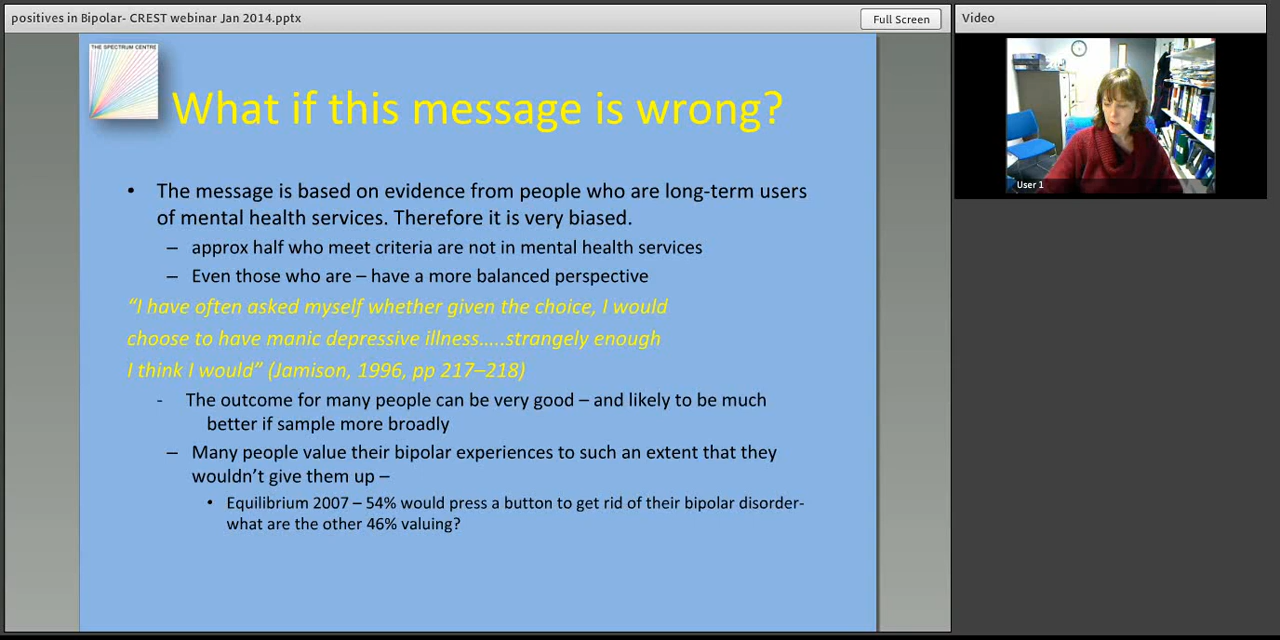 positives in Bipolar- CREST webinar Jan 2014.pptx
Full Screen
Video
THE SPECTRUM CENTRE
What if this message is wrong?
• The message is based on evidence from people who are long-term users
of mental health services. Therefore it is very biased.
– approx half who meet criteria are not in mental health services
– Even those who are – have a more balanced perspective
“I have often asked myself whether given the choice, I would
choose to have manic depressive illness…..strangely enough
I think I would” (Jamison, 1996, pp 217–218)
- The outcome for many people can be very good – and likely to be much
better if sample more broadly
– Many people value their bipolar experiences to such an extent that they
wouldn’t give them up –
• Equilibrium 2007 – 54% would press a button to get rid of their bipolar disorder-
what are the other 46% valuing?
User 1